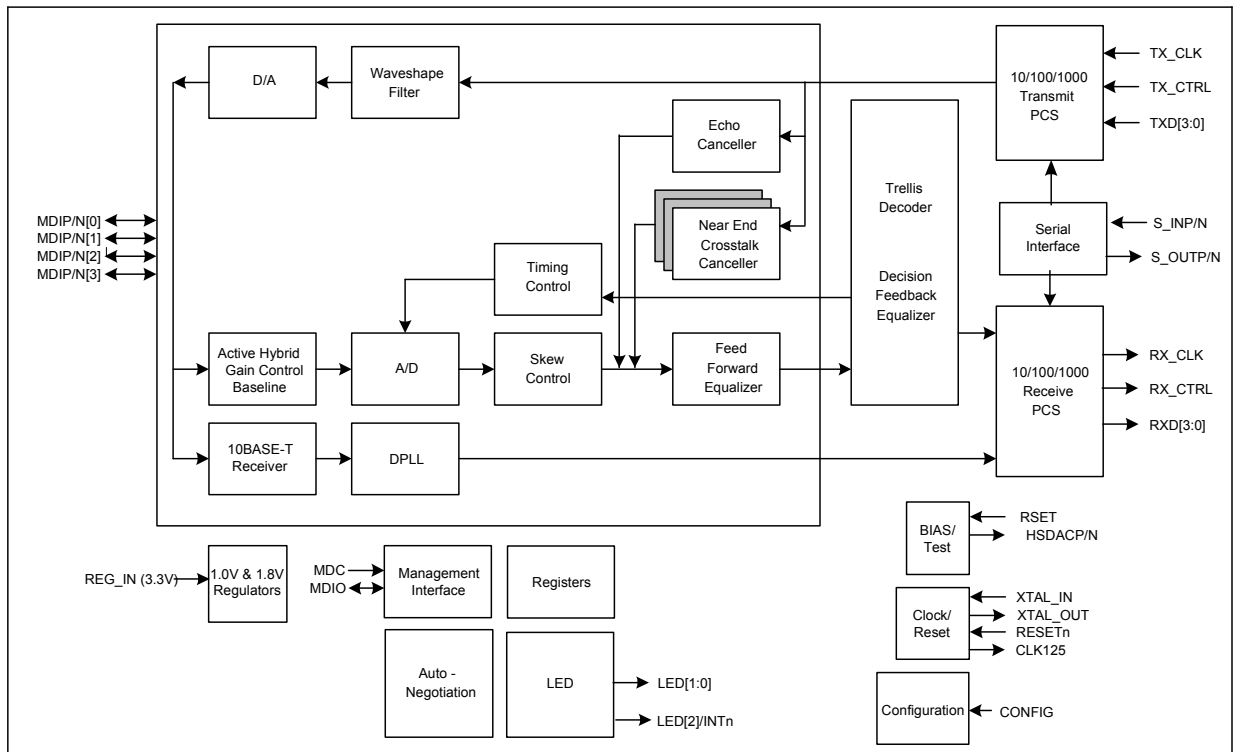 D/A
Waveshape
Filter
10/100/1000
Transmit
PCS
TX_CLK
TX_CTRL
TXD[3:0]
Echo
Canceller
Near End
Crosstalk
Canceller
Trellis
Decoder
Decision
Feedback
Equalizer
Serial
Interface
S_INP/N
S_OUTP/N
MDIP/N[0]
MDIP/N[1]
MDIP/N[2]
MDIP/N[3]
Timing
Control
Active Hybrid
Gain Control
Baseline
A/D
Skew
Control
Feed
Forward
Equalizer
10/100/1000
Receive
PCS
RX_CLK
RX_CTRL
RXD[3:0]
10BASE-T
Receiver
DPLL
BIAS/
Test
RSET
HSDACP/N
REG_IN (3.3V)
1.0V & 1.8V
Regulators
MDC
MDIO
Management
Interface
Registers
Clock/
Reset
XTAL_IN
XTAL_OUT
RESETn
CLK125
Auto -
Negotiation
LED
LED[1:0]
LED[2]/INTn
Configuration
CONFIG